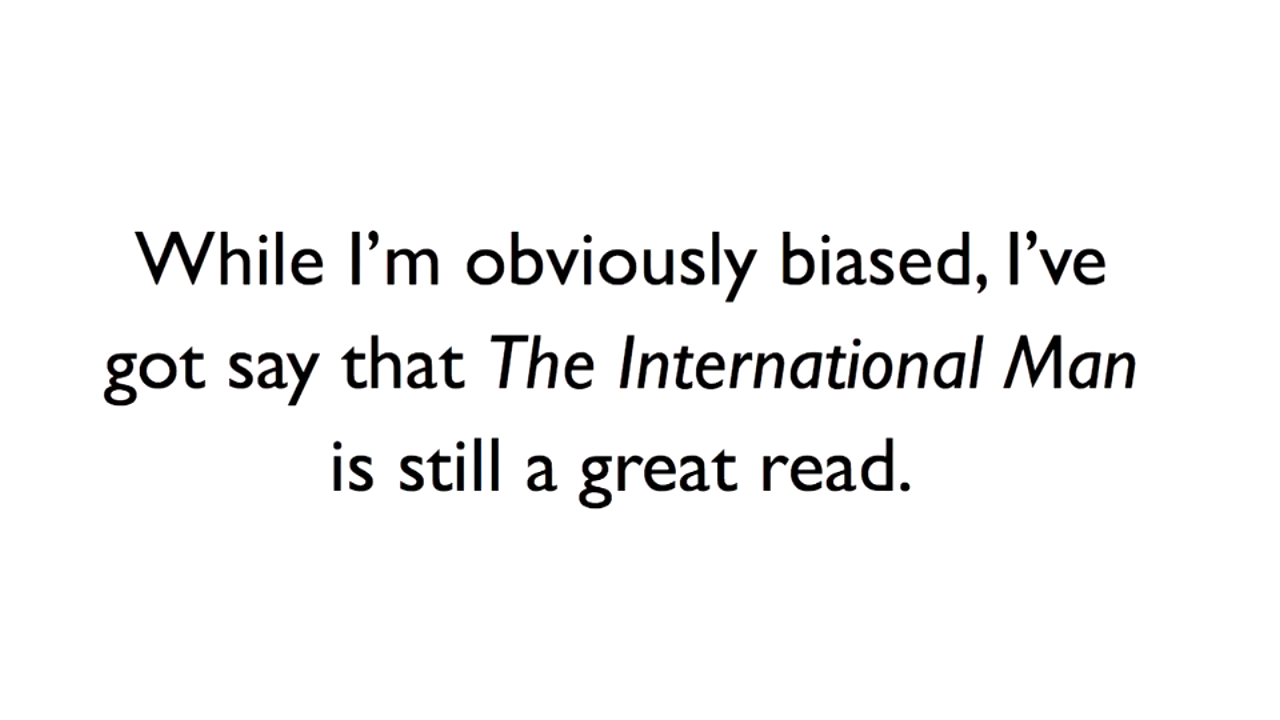 While I’m obviously biased, I’ve
got say that The International Man
is still a great read.